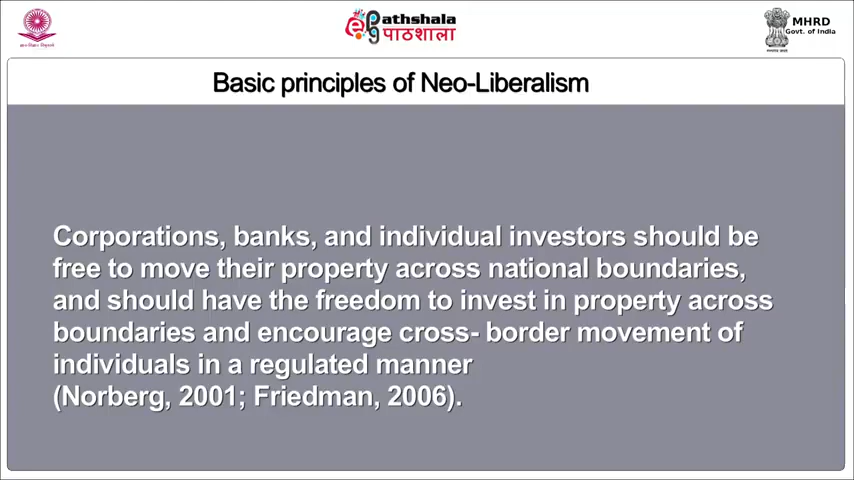 Pathshala
पाठशाला
MHRD
Govt. of India
Basic principles of Neo-Liberalism
Corporations, banks, and individual investors should be
free to move their property across national boundaries,
and should have the freedom to invest in property across
boundaries and encourage cross- border movement of
individuals in a regulated manner
(Norberg, 2001; Friedman, 2006).